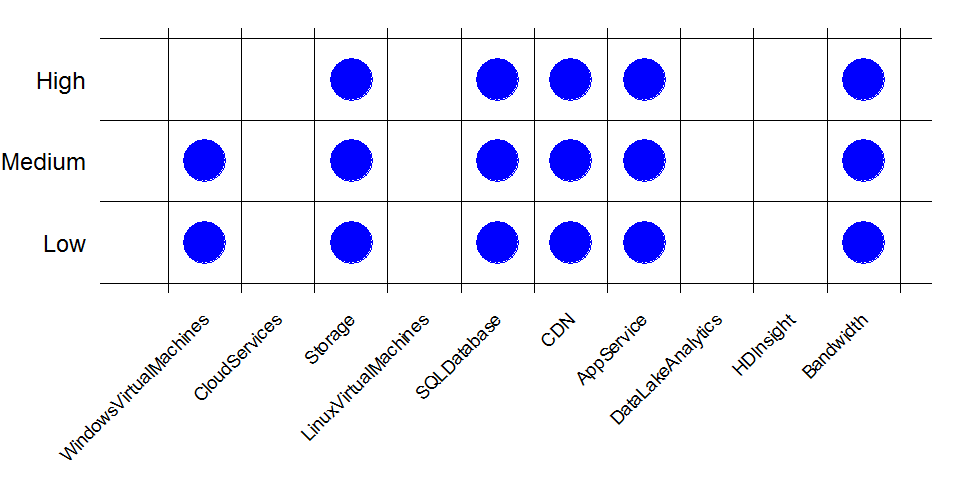 High
Medium
Low
WindowsVirtualMachines
CloudServices
Storage
LinuxVirtualMachines
SQLDatabase
CDN
AppService
DataLakeAnalytics
HDInsight
Bandwidth